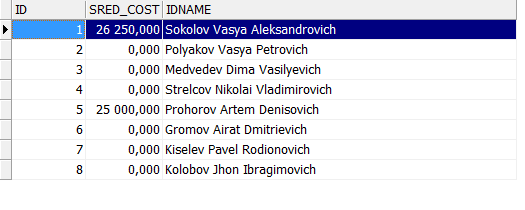 ID SRED_COST IDNAME
1 26 250,000 Sokolov Vasya Aleksandrovich
2 0,000 Polyakov Vasya Petrovich
3 0,000 Medvedev Dima Vasilyevich
4 0,000 Strelcov Nikolai Vladimirovich
5 25 000,000 Prohorov Artem Denisovich
6 0,000 Gromov Airat Dmitrievich
7 0,000 Kiselev Pavel Rodionovich
8 0,000 Kolobov Jhon Ibragimovich